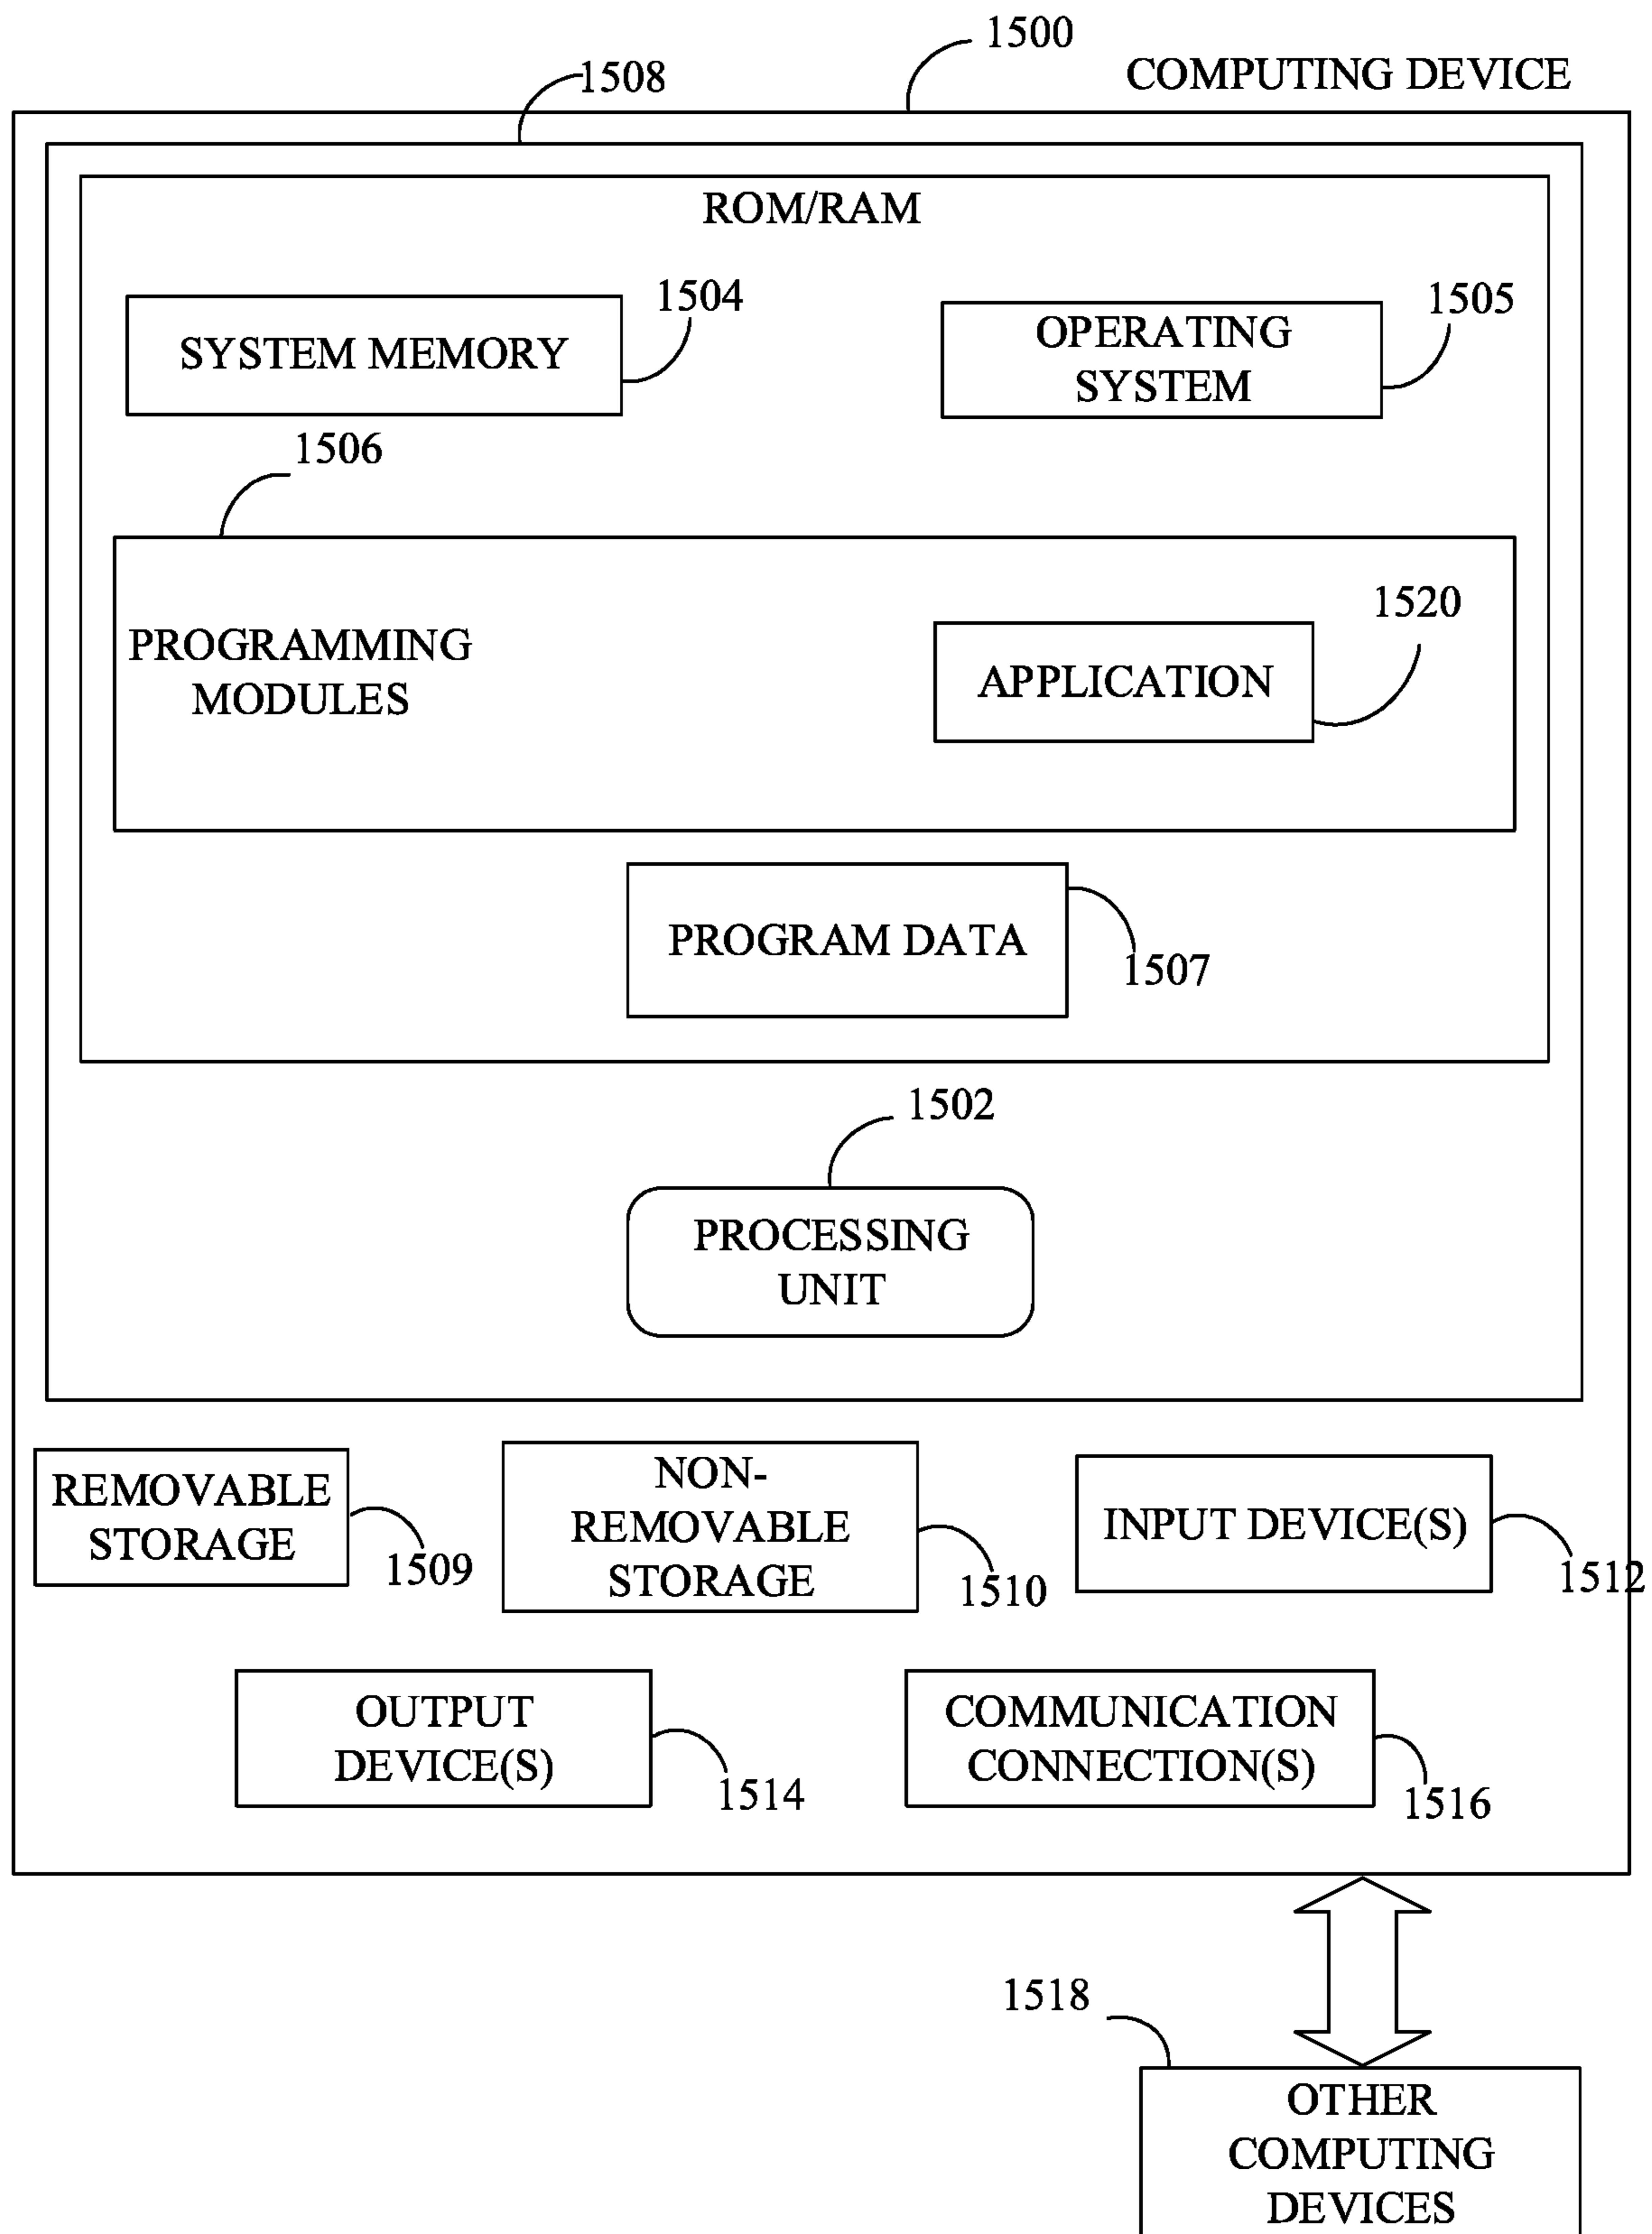 1500
COMPUTING DEVICE
1508
ROM/RAM
1504
SYSTEM MEMORY
1505
OPERATING
SYSTEM
1506
PROGRAMMING
MODULES
1520
APPLICATION
PROGRAM DATA
1507
1502
PROCESSING
UNIT
REMOVABLE
STORAGE
1509
NON-
REMOVABLE
STORAGE
1510
INPUT DEVICE(S)
1512
OUTPUT
DEVICE(S)
1514
COMMUNICATION
CONNECTION(S)
1516
1518
OTHER
COMPUTING
DEVICES